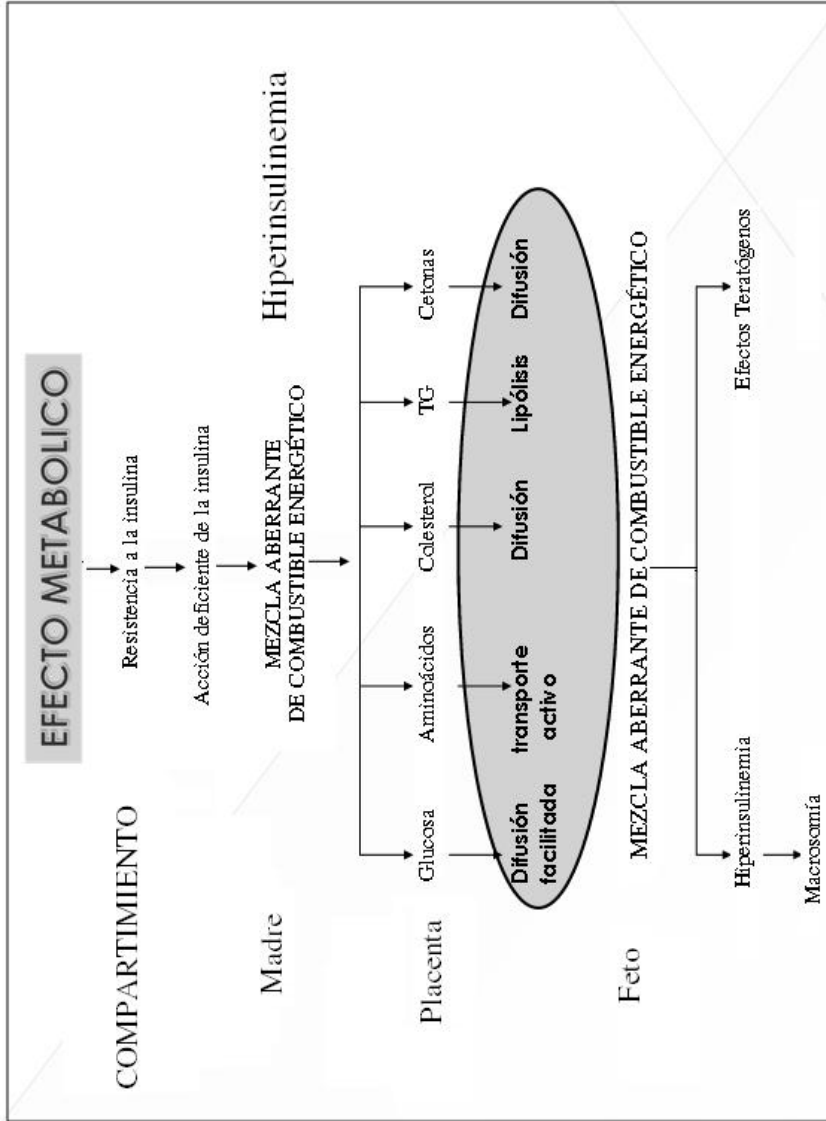 EFECTO METABOLICO
COMPARTIMIENTO
Resistencia a la insulina
Acción deficiente de la insulina
Madre
MEZCLA ABERRANTE
DE COMBUSTIBLE ENERGÉTICO
Hiperinsulinemia
Placenta
Glucosa
Aminoácidos
Colesterol
TG
Cetonas
Difusión
facilitada
transporte
activo
Difusión
Lipólisis
Difusión
Feto
MEZCLA ABERRANTE DE COMBUSTIBLE ENERGÉTICO
Hiperinsulinemia
Efectos Teratógenos
Macrosomía